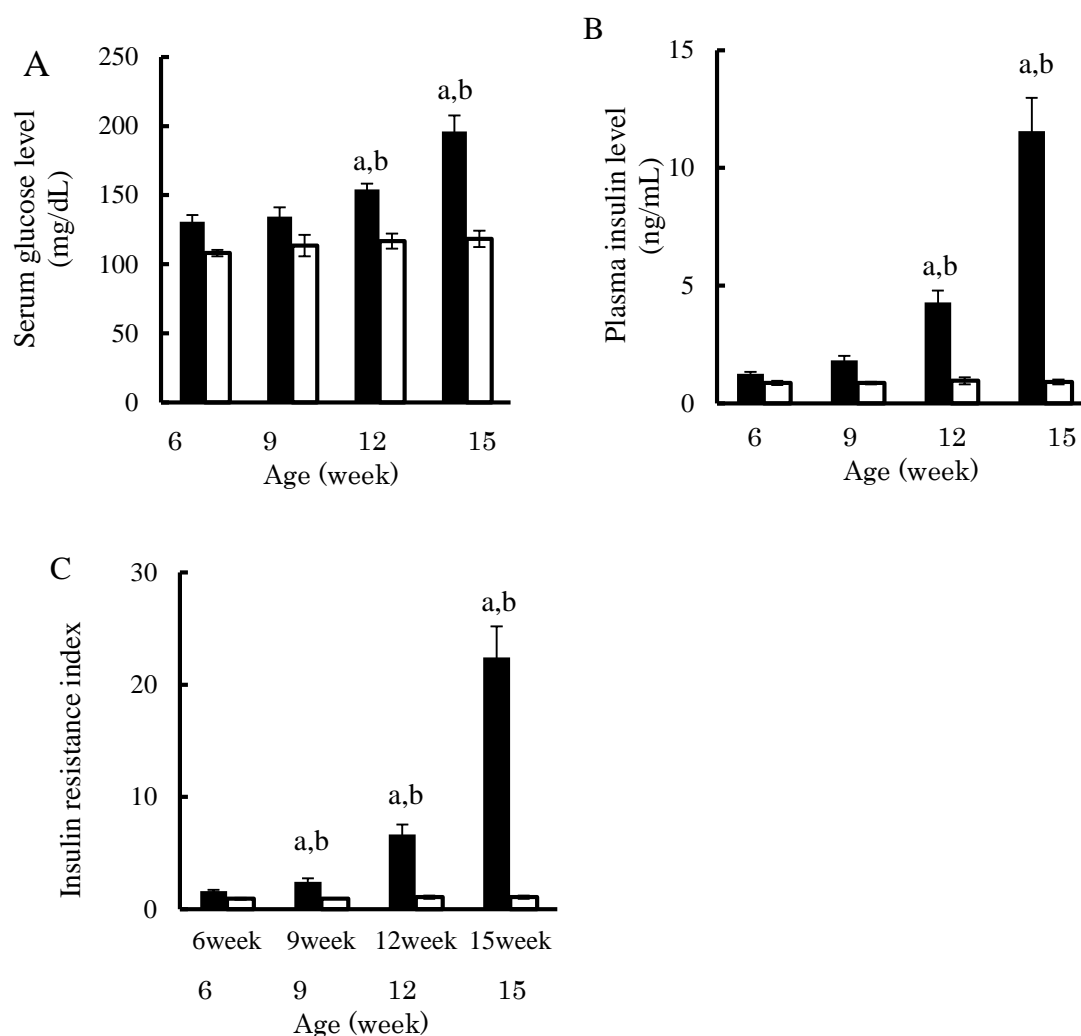 A
Serum glucose level
(mg/dL)
250
200
150
100
50
0
a,b
a,b
6 9 12 15
Age (week)
B
Plasma insulin level
(ng/mL)
15
10
5
0
a,b
a,b
6 9 12 15
Age (week)
C
Insulin resistance index
30
20
10
0
a,b
a,b
a,b
6week 9week 12week 15week
6 9 12 15
Age (week)